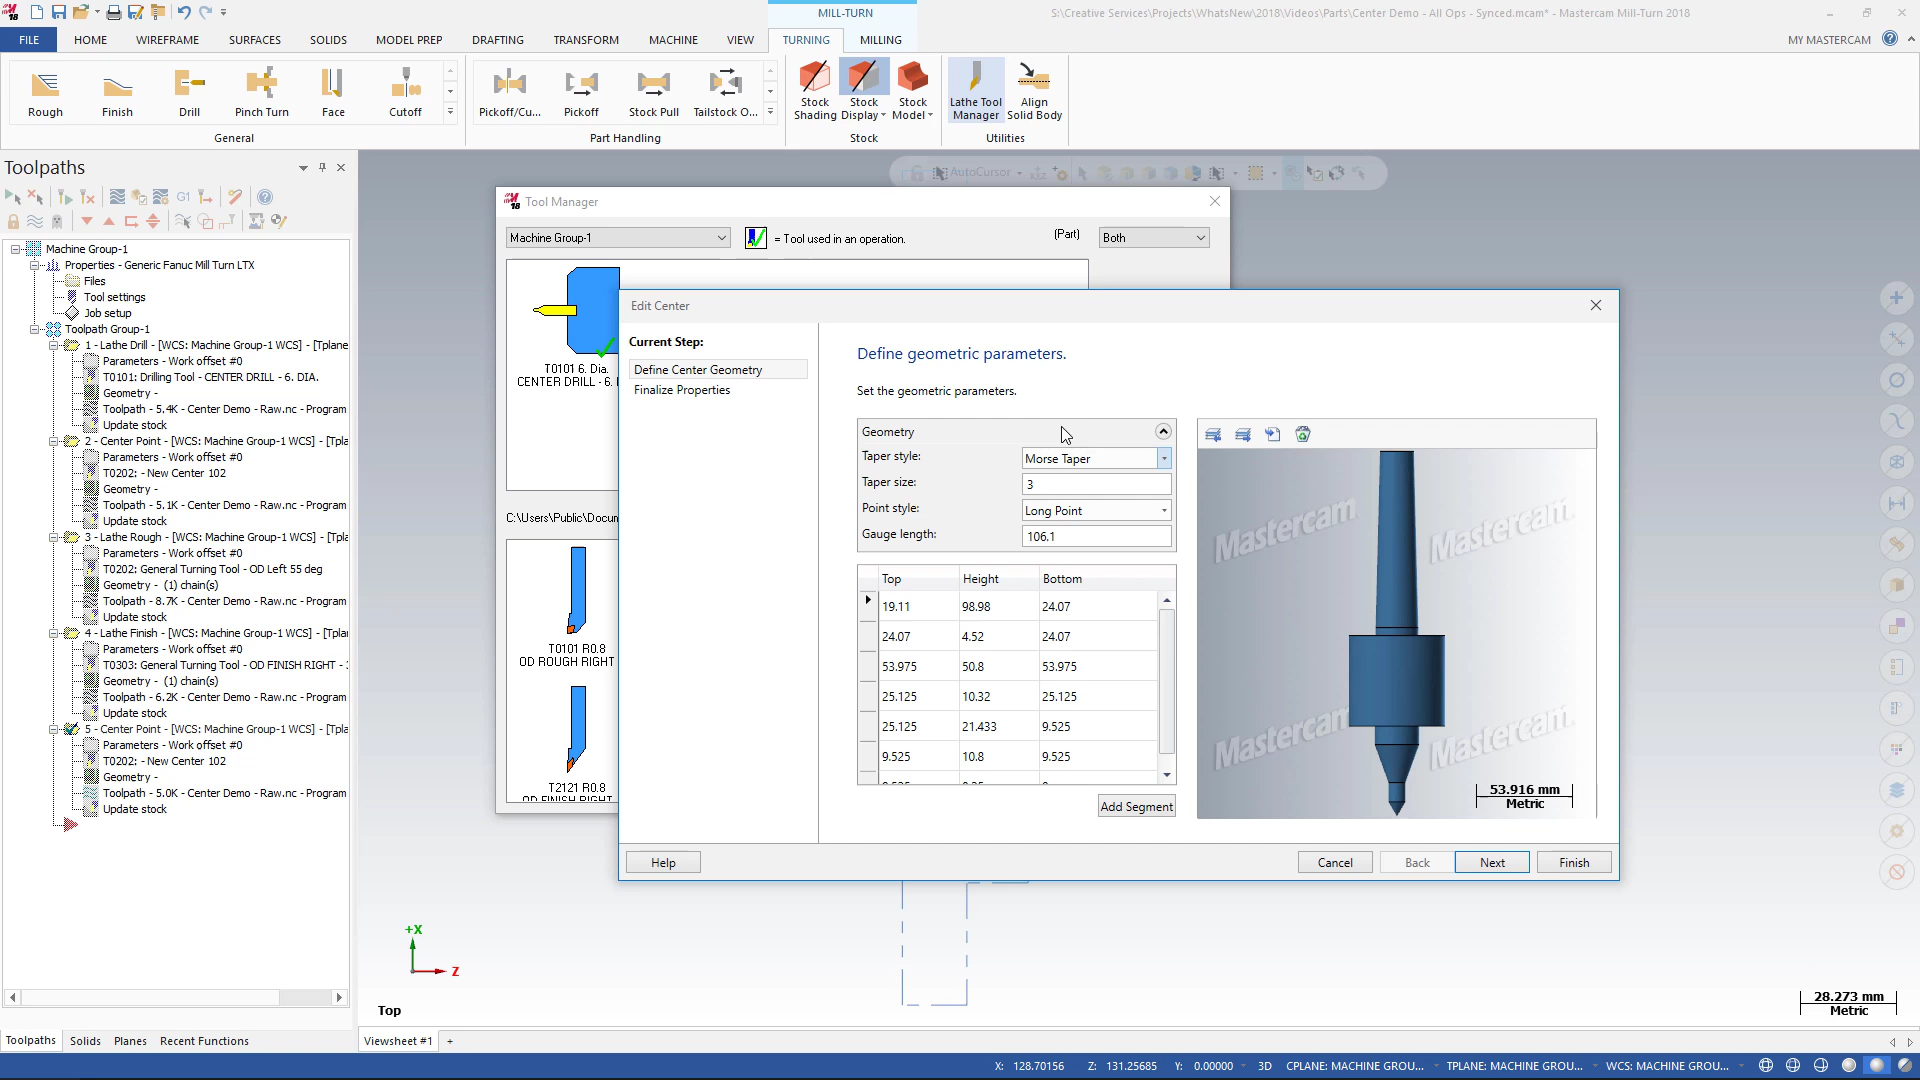 MILL-TURN
S:\Creative Services\Projects\WhatsNew\2018\Videos\Parts\Center Demo - All Ops - Synced.mcam* - Mastercam Mill-Turn 2018
FILE HOME WIREFRAME SURFACES SOLIDS MODEL PREP DRAFTING TRANSFORM MACHINE VIEW TURNING MILLING MY MASTERCAM
Rough Finish Drill Pinch Turn Face Cutoff
General
Pickoff/Cu... Pickoff Stock Pull Tailstock O...
Part Handling
Stock Shading
Stock Display
Stock Model
Stock
Lathe Tool Manager
Align Solid Body
Utilities
Toolpaths
G1
Machine Group-1
Properties - Generic Fanuc Mill Turn LTX
Files
Tool settings
Job setup
Toolpath Group-1
1 - Lathe Drill - [WCS: Machine Group-1 WCS] - [Tplane
Parameters - Work offset #0
T0101: Drilling Tool - CENTER DRILL - 6. DIA.
Geometry -
Toolpath - 5.4K - Center Demo - Raw.nc - Program
Update stock
2 - Center Point - [WCS: Machine Group-1 WCS] - [Tpla
Parameters - Work offset #0
T0202: - New Center 102
Geometry -
Toolpath - 5.1K - Center Demo - Raw.nc - Program
Update stock
3 - Lathe Rough - [WCS: Machine Group-1 WCS] - [Tpl
Parameters - Work offset #0
T0202: General Turning Tool - OD Left 55 deg
Geometry - (1) chain(s)
Toolpath - 8.7K - Center Demo - Raw.nc - Program
Update stock
4 - Lathe Finish - [WCS: Machine Group-1 WCS] - [Tpl
Parameters - Work offset #0
T0303: General Turning Tool - OD FINISH RIGHT -
Geometry - (1) chain(s)
Toolpath - 6.2K - Center Demo - Raw.nc - Program
Update stock
5 - Center Point - [WCS: Machine Group-1 WCS] - [Tpla
Parameters - Work offset #0
T0202: - New Center 102
Geometry -
Toolpath - 5.0K - Center Demo - Raw.nc - Program
Update stock
Toolpaths Solids Planes Recent Functions
AutoCursor
Tool Manager
Machine Group-1
= Tool used in an operation.
(Part)
Both
T0101 6. Dia.
CENTER DRILL - 6.
C:\Users\Public\Docum
T0101 R0.8
OD ROUGH RIGHT
T2121 R0.8
OD FINISH RIGHT
Edit Center
Current Step:
Define Center Geometry
Finalize Properties
Define geometric parameters.
Set the geometric parameters.
Geometry
Taper style: Morse Taper
Taper size: 3
Point style: Long Point
Gauge length: 106.1
Top Height Bottom
19.11 98.98 24.07
24.07 4.52 24.07
53.975 50.8 53.975
25.125 10.32 25.125
25.125 21.433 9.525
9.525 10.8 9.525
Add Segment
Mastercam. Mastercam.
Mastercam. Mastercam.
53.916 mm
Metric
Help Cancel Back Next Finish
+X
Z
Top
28.273 mm
Metric
Viewsheet #1 +
X: 128.70156 Z: 131.25685 Y: 0.00000 3D CPLANE: MACHINE GROU... TPLANE: MACHINE GROU... WCS: MACHINE GROU...